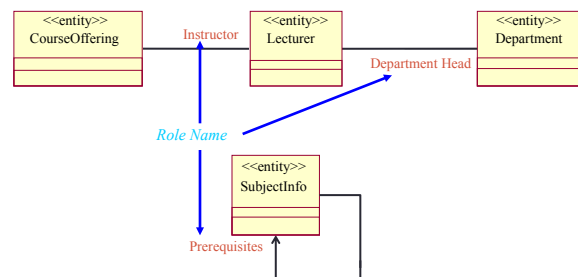 <<entity>>
CourseOffering
Instructor
<<entity>>
Lecturer
Department Head
<<entity>>
Department
Role Name
<<entity>>
SubjectInfo
Prerequisites